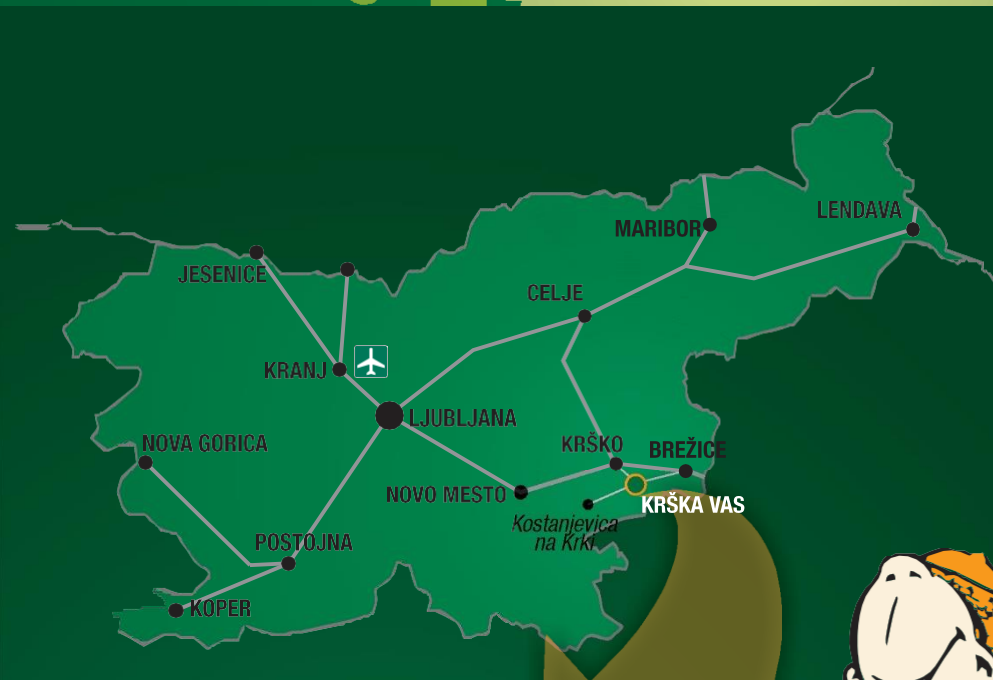 LENDAVA
MARIBOR
JESENICE
CELJE
KRANJ
LJUBLJANA
NOVA GORICA
KRŠKO
BREŽICE
NOVO MESTO
KRŠKA VAS
Kostanjevica
na Krki
POSTOJNA
KOPER